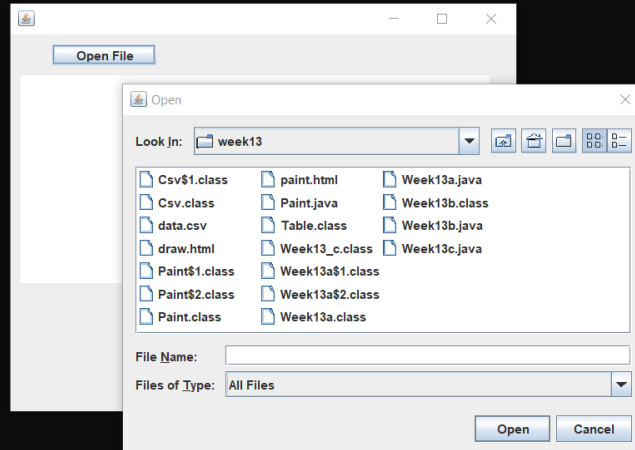 Open File
Open
Look In: week13
Csv$1.class paint.html Week13a.java
Csv.class Paint.java Week13b.class
data.csv Table.class Week13b.java
draw.html Week13_c.class Week13c.java
Paint$1.class Week13a$1.class
Paint$2.class Week13a$2.class
Paint.class Week13a.class
File Name:
Files of Type: All Files
Open Cancel